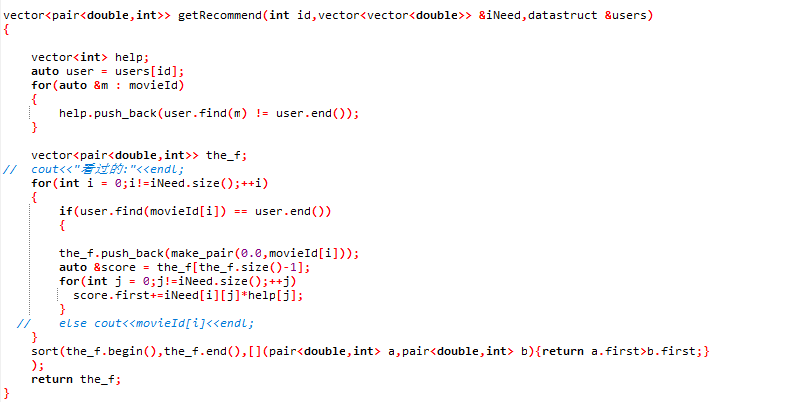 vector<pair<double,int>> getRecommend(int id,vector<vector<double>> &iNeed,datastruct &users)
{
vector<int> help;
auto user = users[id];
for(auto &m : movieId)
{
help.push_back(user.find(m) != user.end());
}
vector<pair<double,int>> the_f;
// cout<<"看过的:"<<endl;
for(int i = 0;i!=iNeed.size();++i)
{
if(user.find(movieId[i]) == user.end())
{
the_f.push_back(make_pair(0.0,movieId[i]));
auto &score = the_f[the_f.size()-1];
for(int j = 0;j!=iNeed.size();++j)
score.first+=iNeed[i][j]*help[j];
}
// else cout<<movieId[i]<<endl;
}
sort(the_f.begin(),the_f.end(),[](pair<double,int> a,pair<double,int> b){return a.first>b.first;}
);
return the_f;
}